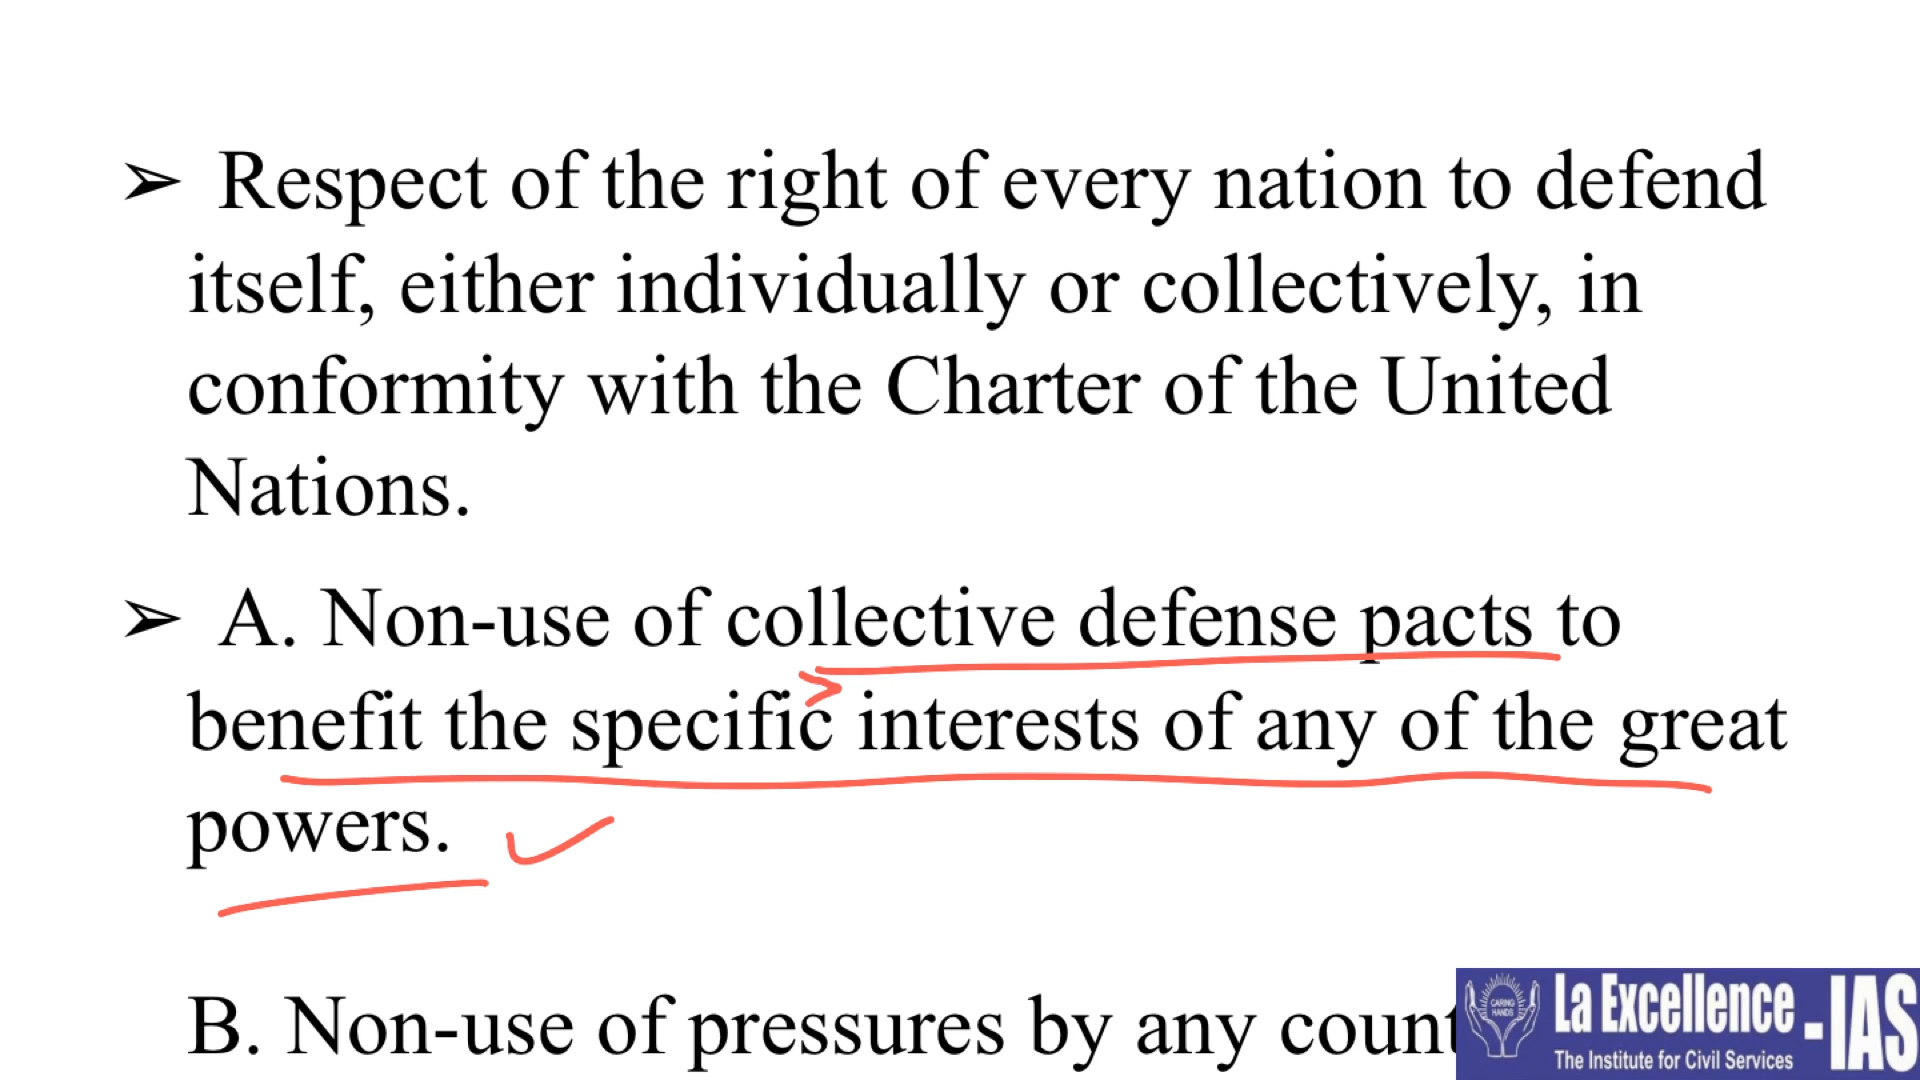 ➢ Respect of the right of every nation to defend
itself, either individually or collectively, in
conformity with the Charter of the United
Nations.
➢ A. Non-use of collective defense pacts to
benefit the specific interests of any of the great
powers.
B. Non-use of pressures by any count
CARING
HANDS
La Excellence - IAS
The Institute for Civil Services